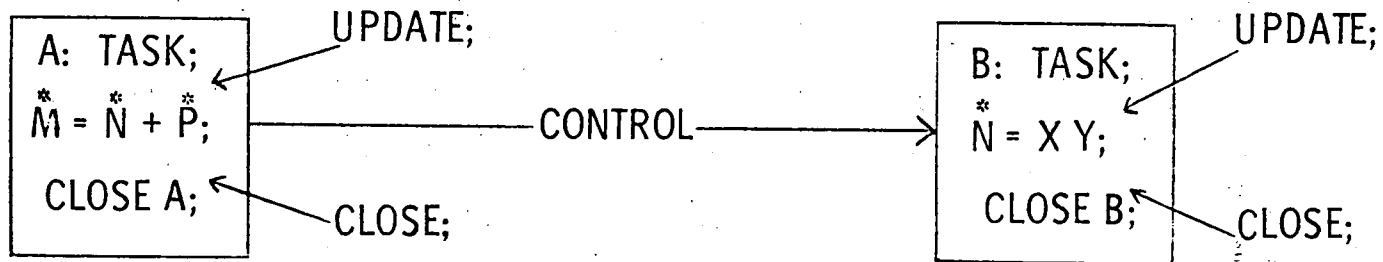 A: TASK;
UPDATE;
* * *
M = N + P;
CLOSE A;
CLOSE;
CONTROL
B: TASK;
UPDATE;
*
N = X Y;
CLOSE B;
CLOSE;